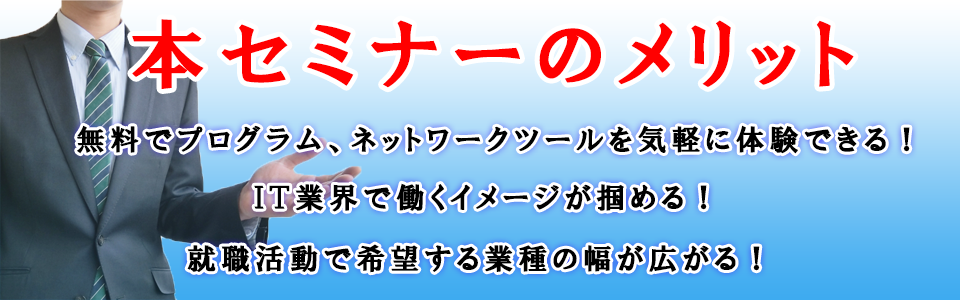 本セミナーのメリット
無料でプログラム、ネットワークツールを気軽に体験できる！
IT業界で働くイメージが掴める！
就職活動で希望する業種の幅が広がる！